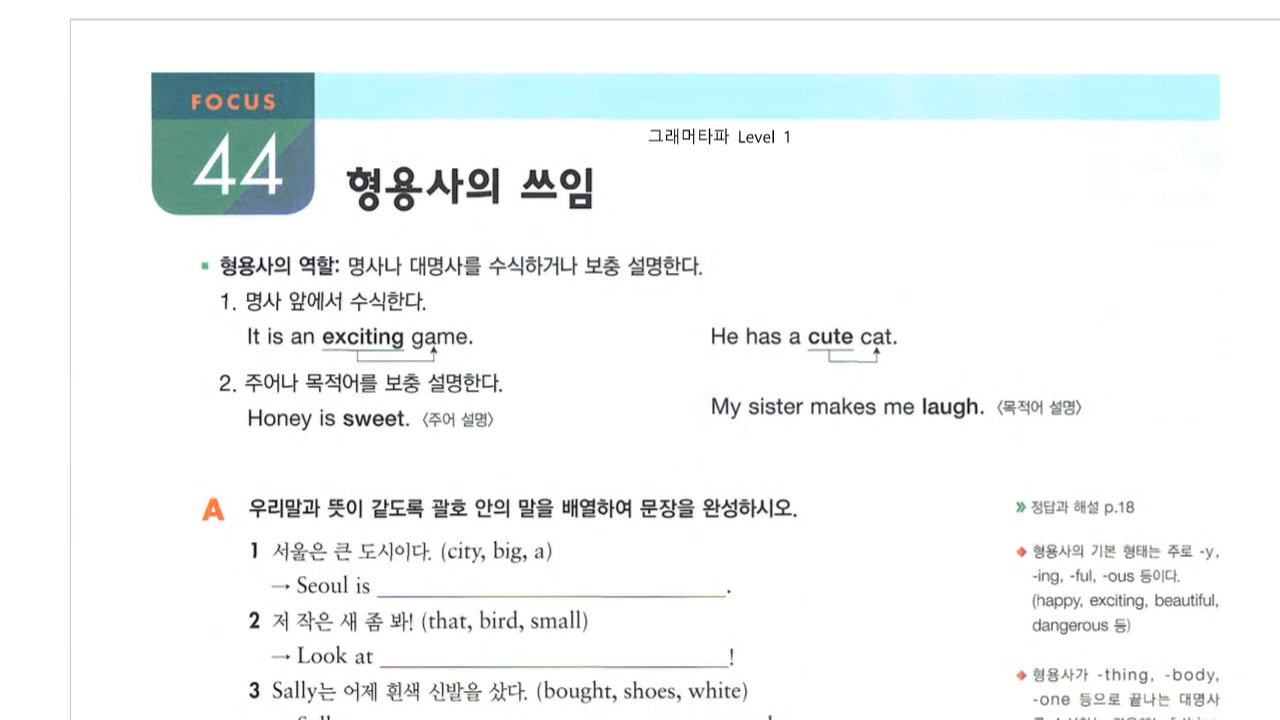 FOCUS
44
그래머타파 Level 1
형용사의 쓰임
형용사의 역할: 명사나 대명사를 수식하거나 보충 설명한다.
1. 명사 앞에서 수식한다.
It is an exciting game.
He has a cute cat.
2. 주어나 목적어를 보충 설명한다.
Honey is sweet. 〈주어 설명〉
My sister makes me laugh. 〈목적어 설명〉
A 우리말과 뜻이 같도록 괄호 안의 말을 배열하여 문장을 완성하시오.
1 서울은 큰 도시이다. (city, big, a)
→ Seoul is ______.
2 저 작은 새 좀 봐! (that, bird, small)
→ Look at ______!
3 Sally는 어제 흰색 신발을 샀다. (bought, shoes, white)
» 정답과 해설 p.18
형용사의 기본 형태는 주로 -y,
-ing, -ful, -ous 등이다.
(happy, exciting, beautiful,
dangerous 등)
형용사가 -thing, -body,
-one 등으로 끝나는 대명사